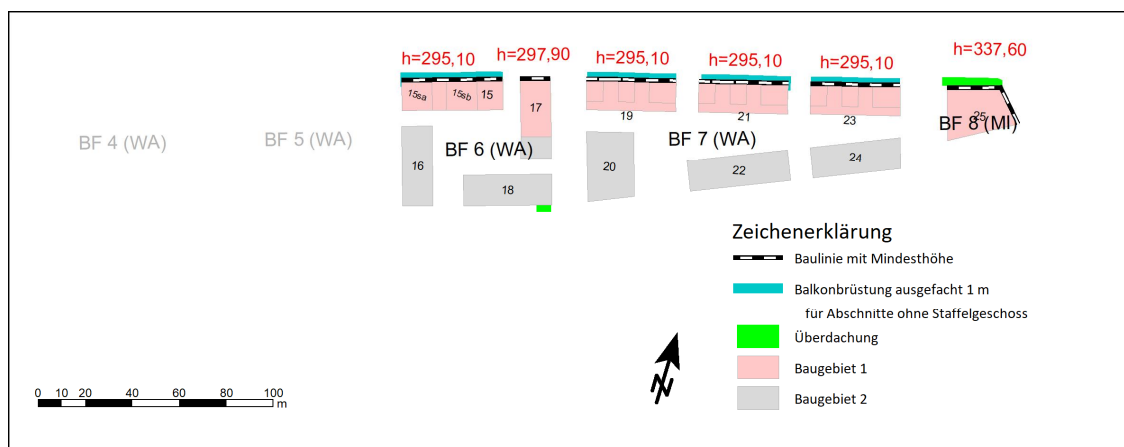 h=295,10 h=297,90 h=295,10 h=295,10 h=295,10 h=337,60
15sa 15sb 15 17 19 21 23 25
BF 4 (WA) BF 5 (WA) BF 6 (WA) BF 7 (WA) BF 8 (MI)
16 18 20 22 24
Zeichenerklärung
Baulinie mit Mindesthöhe
Balkonbrüstung ausgefacht 1 m
für Abschnitte ohne Staffelgeschoss
Überdachung
Baugebiet 1
Baugebiet 2
N
0 10 20 40 60 80 100
m